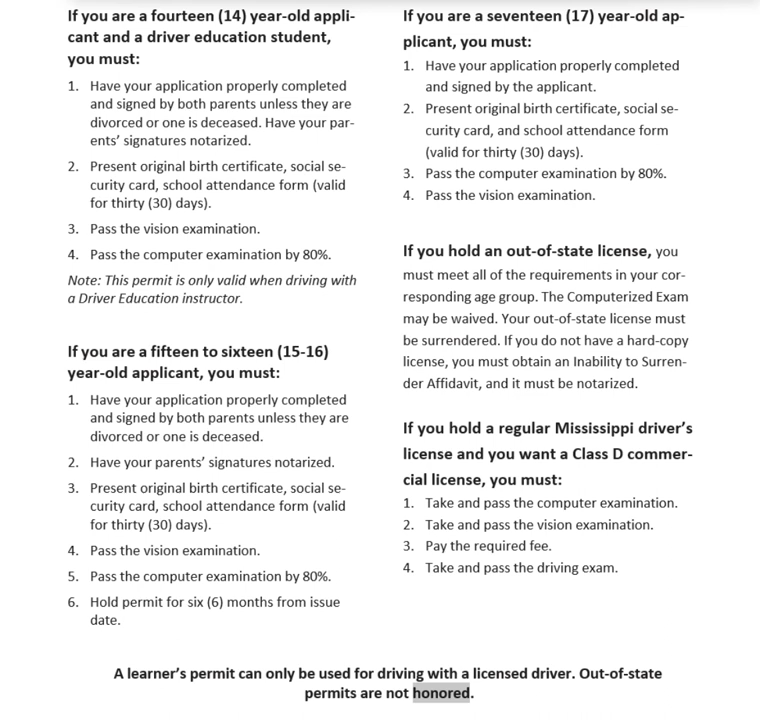 If you are a fourteen (14) year-old appli-
cant and a driver education student,
you must:
1. Have your application properly completed
and signed by both parents unless they are
divorced or one is deceased. Have your par-
ents' signatures notarized.
2. Present original birth certificate, social se-
curity card, school attendance form (valid
for thirty (30) days).
3. Pass the vision examination.
4. Pass the computer examination by 80%.
Note: This permit is only valid when driving with
a Driver Education instructor.
If you are a fifteen to sixteen (15-16)
year-old applicant, you must:
1. Have your application properly completed
and signed by both parents unless they are
divorced or one is deceased.
2. Have your parents' signatures notarized.
3. Present original birth certificate, social se-
curity card, school attendance form (valid
for thirty (30) days).
4. Pass the vision examination.
5. Pass the computer examination by 80%.
6. Hold permit for six (6) months from issue
date.
If you are a seventeen (17) year-old ap-
plicant, you must:
1. Have your application properly completed
and signed by the applicant.
2. Present original birth certificate, social se-
curity card, and school attendance form
(valid for thirty (30) days).
3. Pass the computer examination by 80%.
4. Pass the vision examination.
If you hold an out-of-state license, you
must meet all of the requirements in your cor-
responding age group. The Computerized Exam
may be waived. Your out-of-state license must
be surrendered. If you do not have a hard-copy
license, you must obtain an Inability to Surren-
der Affidavit, and it must be notarized.
If you hold a regular Mississippi driver's
license and you want a Class D commer-
cial license, you must:
1. Take and pass the computer examination.
2. Take and pass the vision examination.
3. Pay the required fee.
4. Take and pass the driving exam.
A learner's permit can only be used for driving with a licensed driver. Out-of-state
permits are not honored.